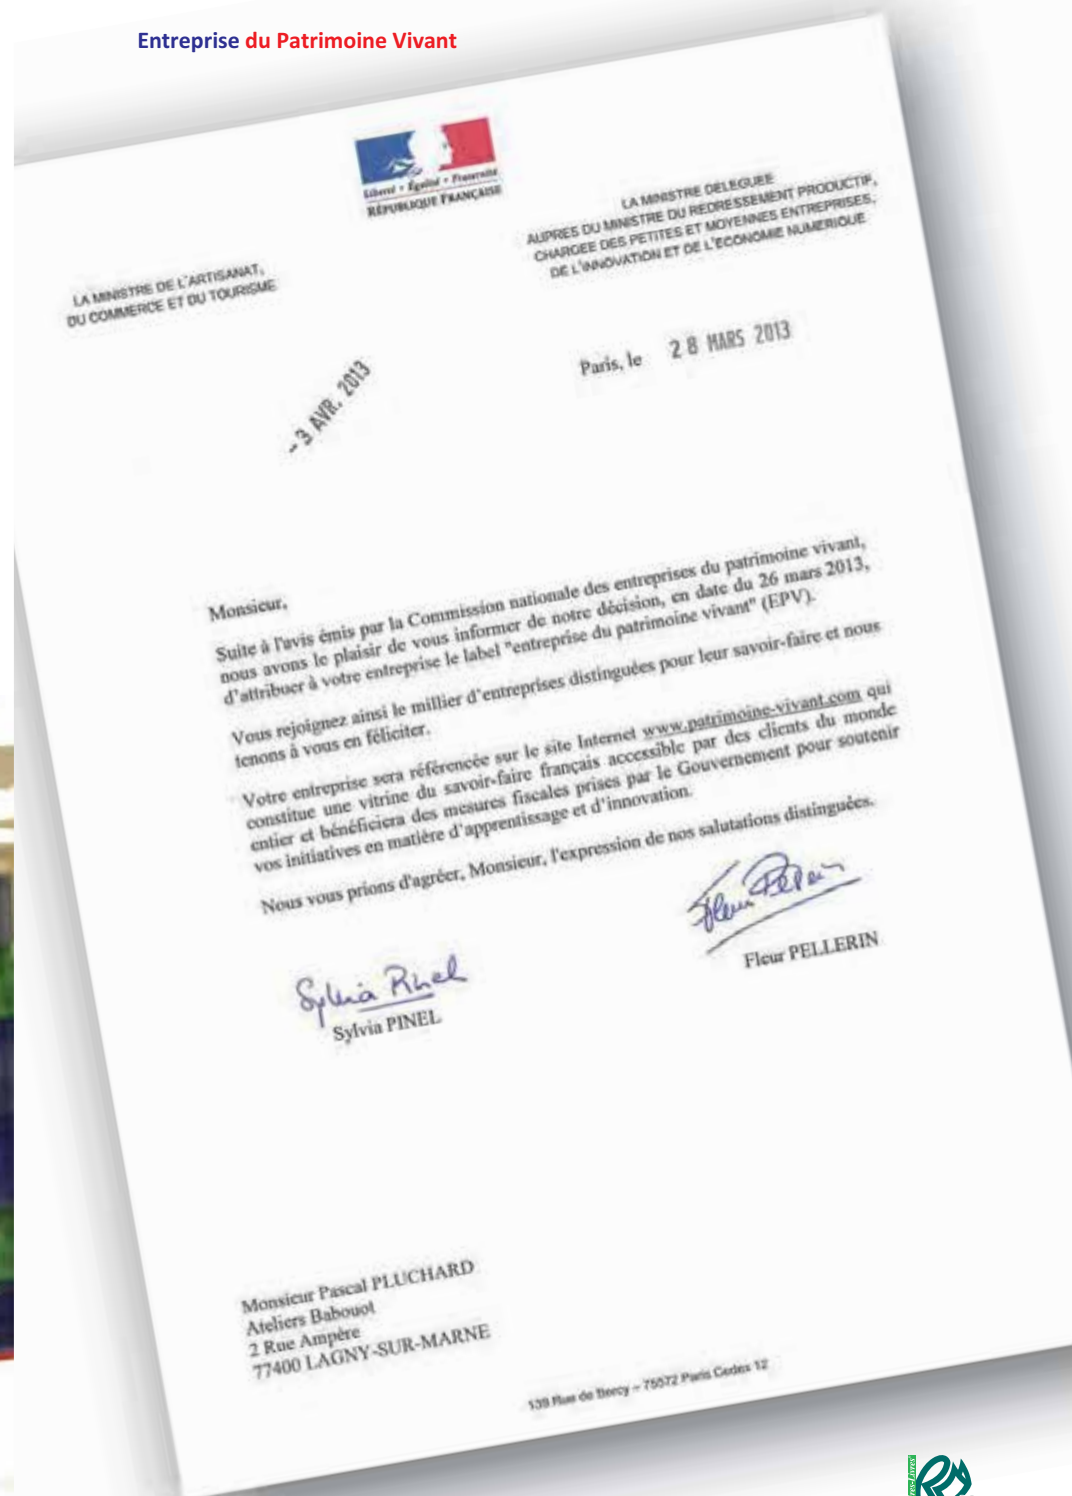 Entreprise du Patrimoine Vivant
Liberté • Égalité • Fraternité
RÉPUBLIQUE FRANÇAISE
LA MINISTRE DELEGUEE
AUPRES DU MINISTRE DU REDRESSEMENT PRODUCTIF,
CHARGEE DES PETITES ET MOYENNES ENTREPRISES,
DE L'INNOVATION ET DE L'ECONOMIE NUMERIQUE
LA MINISTRE DE L'ARTISANAT,
DU COMMERCE ET DU TOURISME
Paris, le 28 MARS 2013
- 3 AVR. 2013
Monsieur,
Suite à l'avis émis par la Commission nationale des entreprises du patrimoine vivant,
nous avons le plaisir de vous informer de notre décision, en date du 26 mars 2013,
d'attribuer à votre entreprise le label "entreprise du patrimoine vivant" (EPV).
Vous rejoignez ainsi le millier d'entreprises distinguées pour leur savoir-faire et nous
tenons à vous en féliciter.
Votre entreprise sera référencée sur le site Internet www.patrimoine-vivant.com qui
constitue une vitrine du savoir-faire français accessible par des clients du monde
entier et bénéficiera des mesures fiscales prises par le Gouvernement pour soutenir
vos initiatives en matière d'apprentissage et d'innovation.
Nous vous prions d'agréer, Monsieur, l'expression de nos salutations distinguées.
Fleur Pellerin
Fleur PELLERIN
Sylvia Pinel
Sylvia PINEL
Monsieur Pascal PLUCHARD
Ateliers Babouot
2 Rue Ampère
77400 LAGNY-SUR-MARNE
139 Rue de Bercy – 75572 Paris Cedex 12